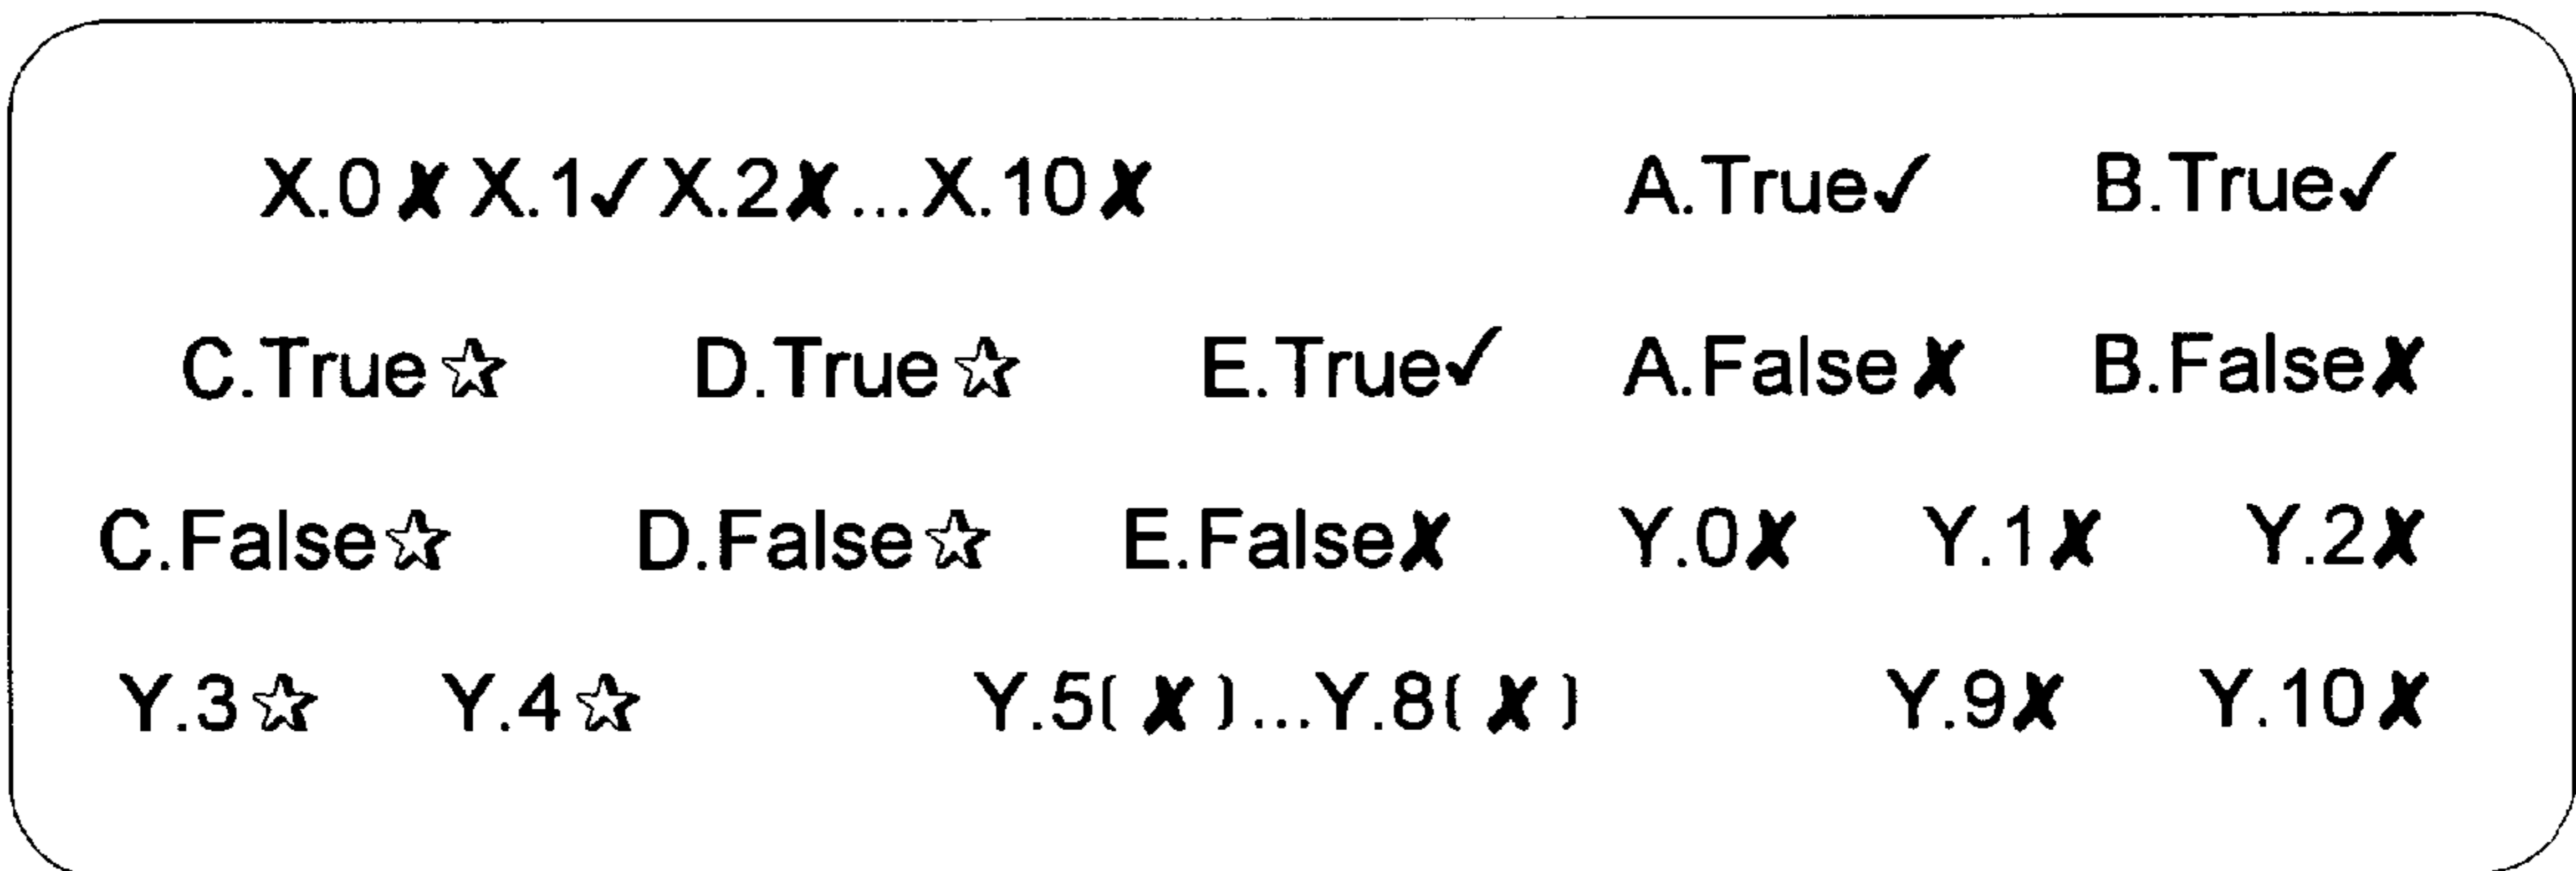 X.0✗ X.1✓ X.2✗...X.10✗ A.True✓ B.True✓
C.True☆ D.True☆ E.True✓ A.False✗ B.False✗
C.False☆ D.False☆ E.False✗ Y.0✗ Y.1✗ Y.2✗
Y.3☆ Y.4☆ Y.5(✗)...Y.8(✗) Y.9✗ Y.10✗